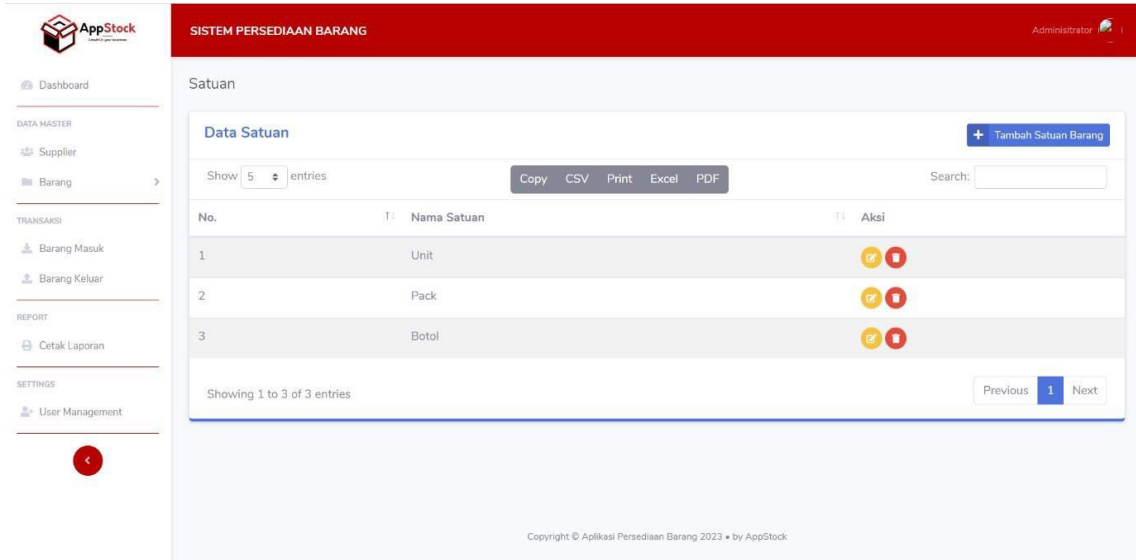 AppStock
SISTEM PERSEDIAAN BARANG
Adminisitrator
Dashboard
DATA MASTER
Supplier
Barang
TRANSAKSI
Barang Masuk
Barang Keluar
REPORT
Cetak Laporan
SETTINGS
User Management
Satuan
Data Satuan
Tambah Satuan Barang
Show 5 entries
Copy CSV Print Excel PDF
Search:
No. Nama Satuan Aksi
1 Unit
2 Pack
3 Botol
Showing 1 to 3 of 3 entries
Previous 1 Next
Copyright © Aplikasi Persediaan Barang 2023 • by AppStock